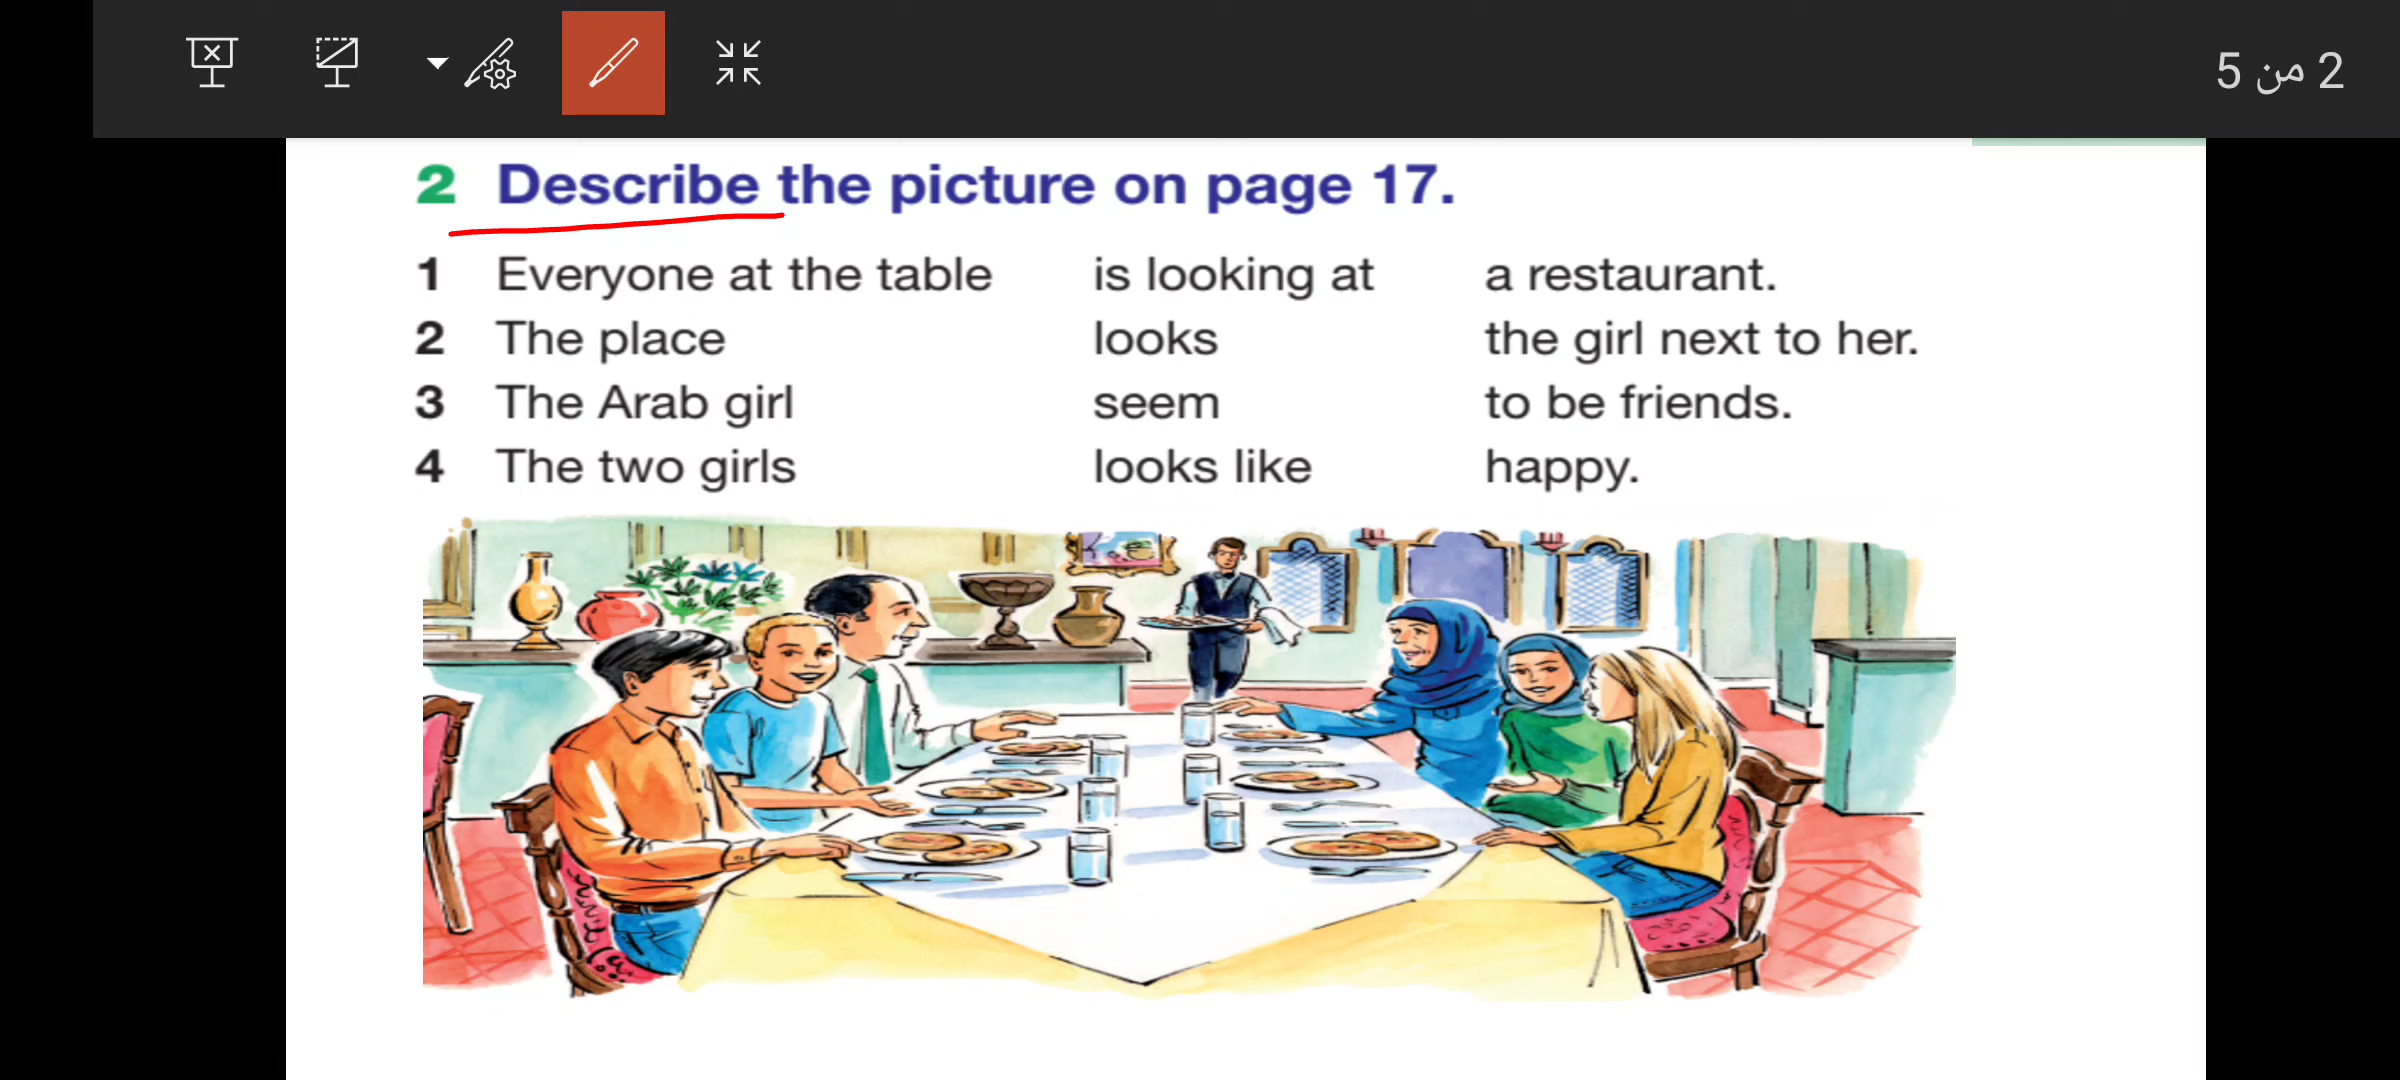 2 من 5
2 Describe the picture on page 17.
1 Everyone at the table is looking at a restaurant.
2 The place looks the girl next to her.
3 The Arab girl seem to be friends.
4 The two girls looks like happy.